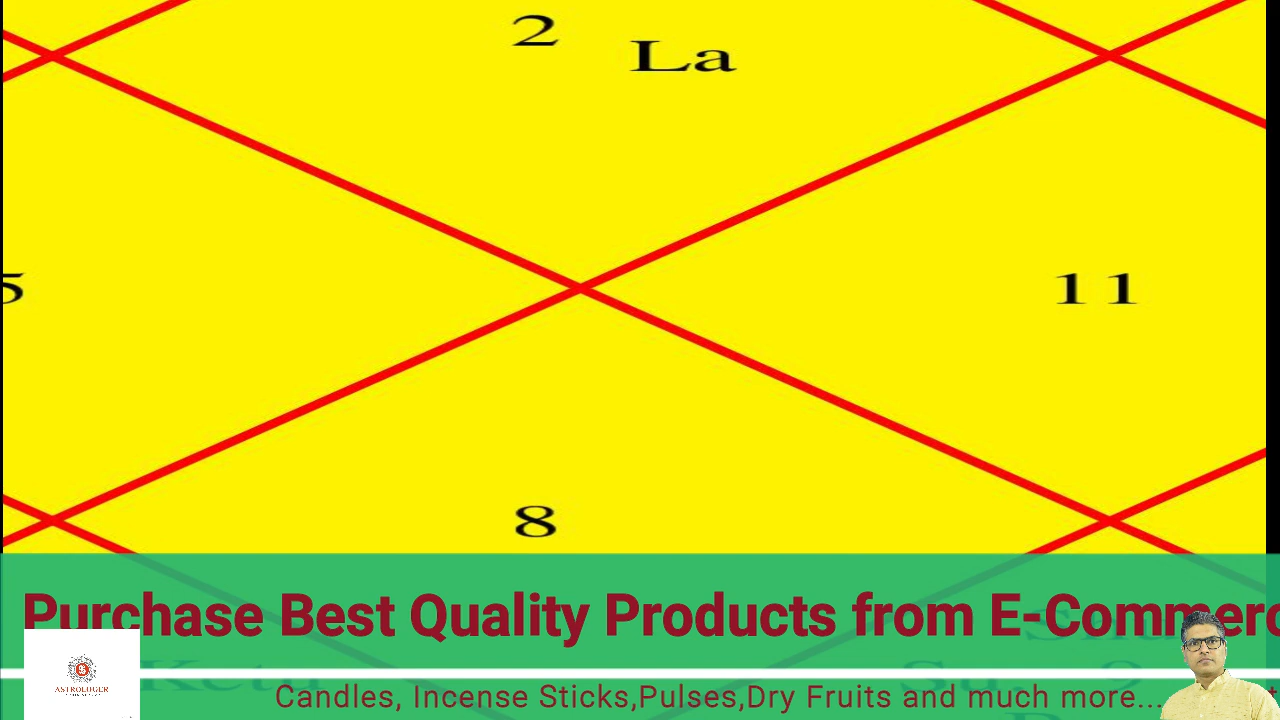 2
La
5
11
8
Purchase Best Quality Products from E-Commerc
Ketu
Candles, Incense Sticks,Pulses,Dry Fruits and much more...
ASTROLOGER